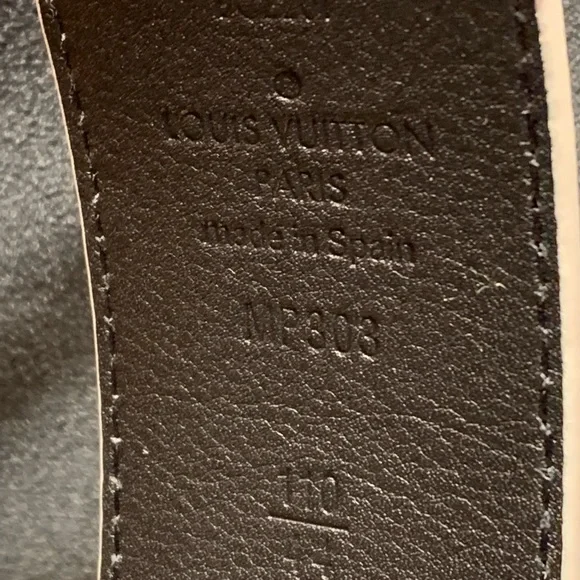 LOUIS VUITTON
PARIS
made in Spain
MP303
110